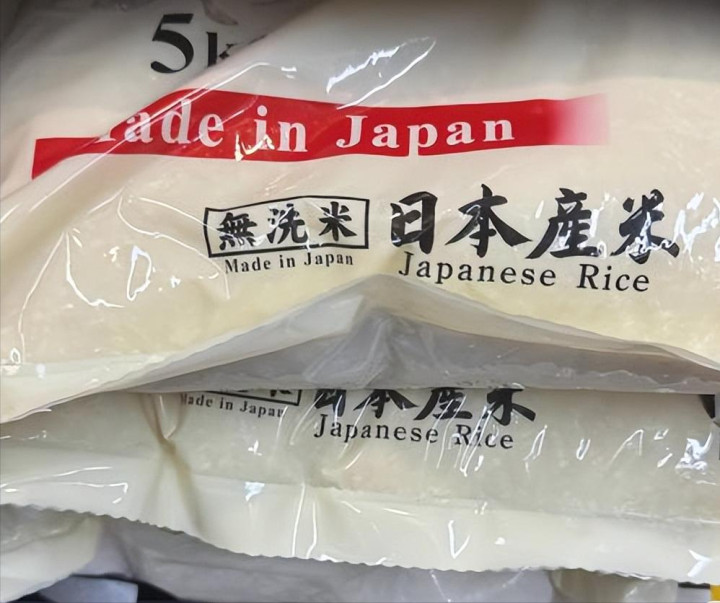 5k
Made in Japan
無洗米 日本産米
Made in Japan Japanese Rice
日本産米
Made in Japan Japanese Rice